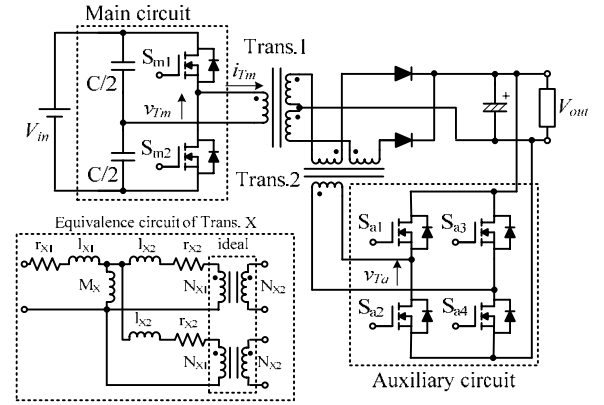 Main circuit
Trans.1
S_m1
i_Tm
C/2
v_Tm
V_in
S_m2
C/2
+
V_out
Trans.2
Equivalence circuit of Trans. X
r_X1
l_X1
l_X2
r_X2
ideal
M_X
N_X1
N_X2
l_X2
r_X2
N_X1
N_X2
S_a1
S_a3
v_Ta
S_a2
S_a4
Auxiliary circuit